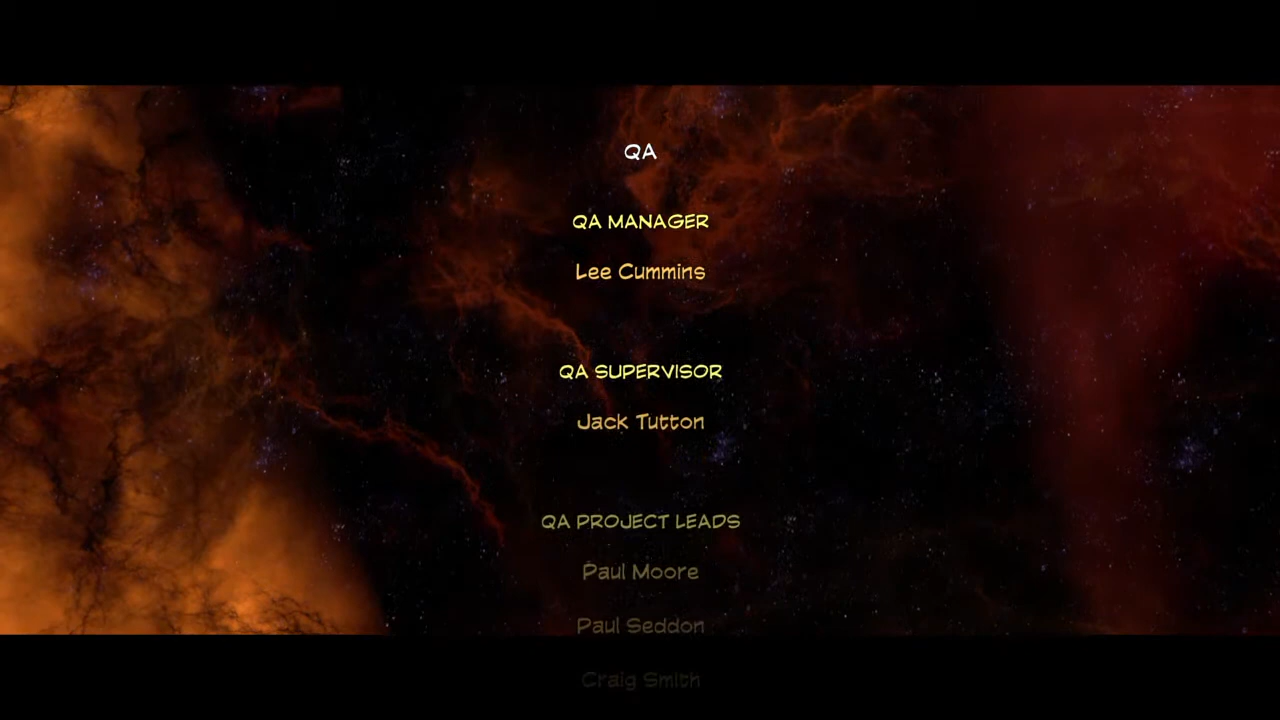 QA
QA MANAGER
Lee Cummins
QA SUPERVISOR
Jack Tutton
QA PROJECT LEADS
Paul Moore
Paul Seddon
Craig Smith